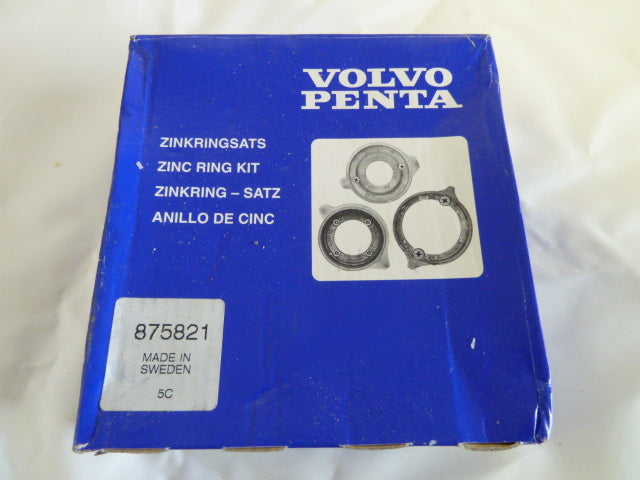 VOLVO
PENTA
ZINKRINGSATS
ZINC RING KIT
ZINKRING – SATZ
ANILLO DE CINC
875821
MADE IN
SWEDEN
5C